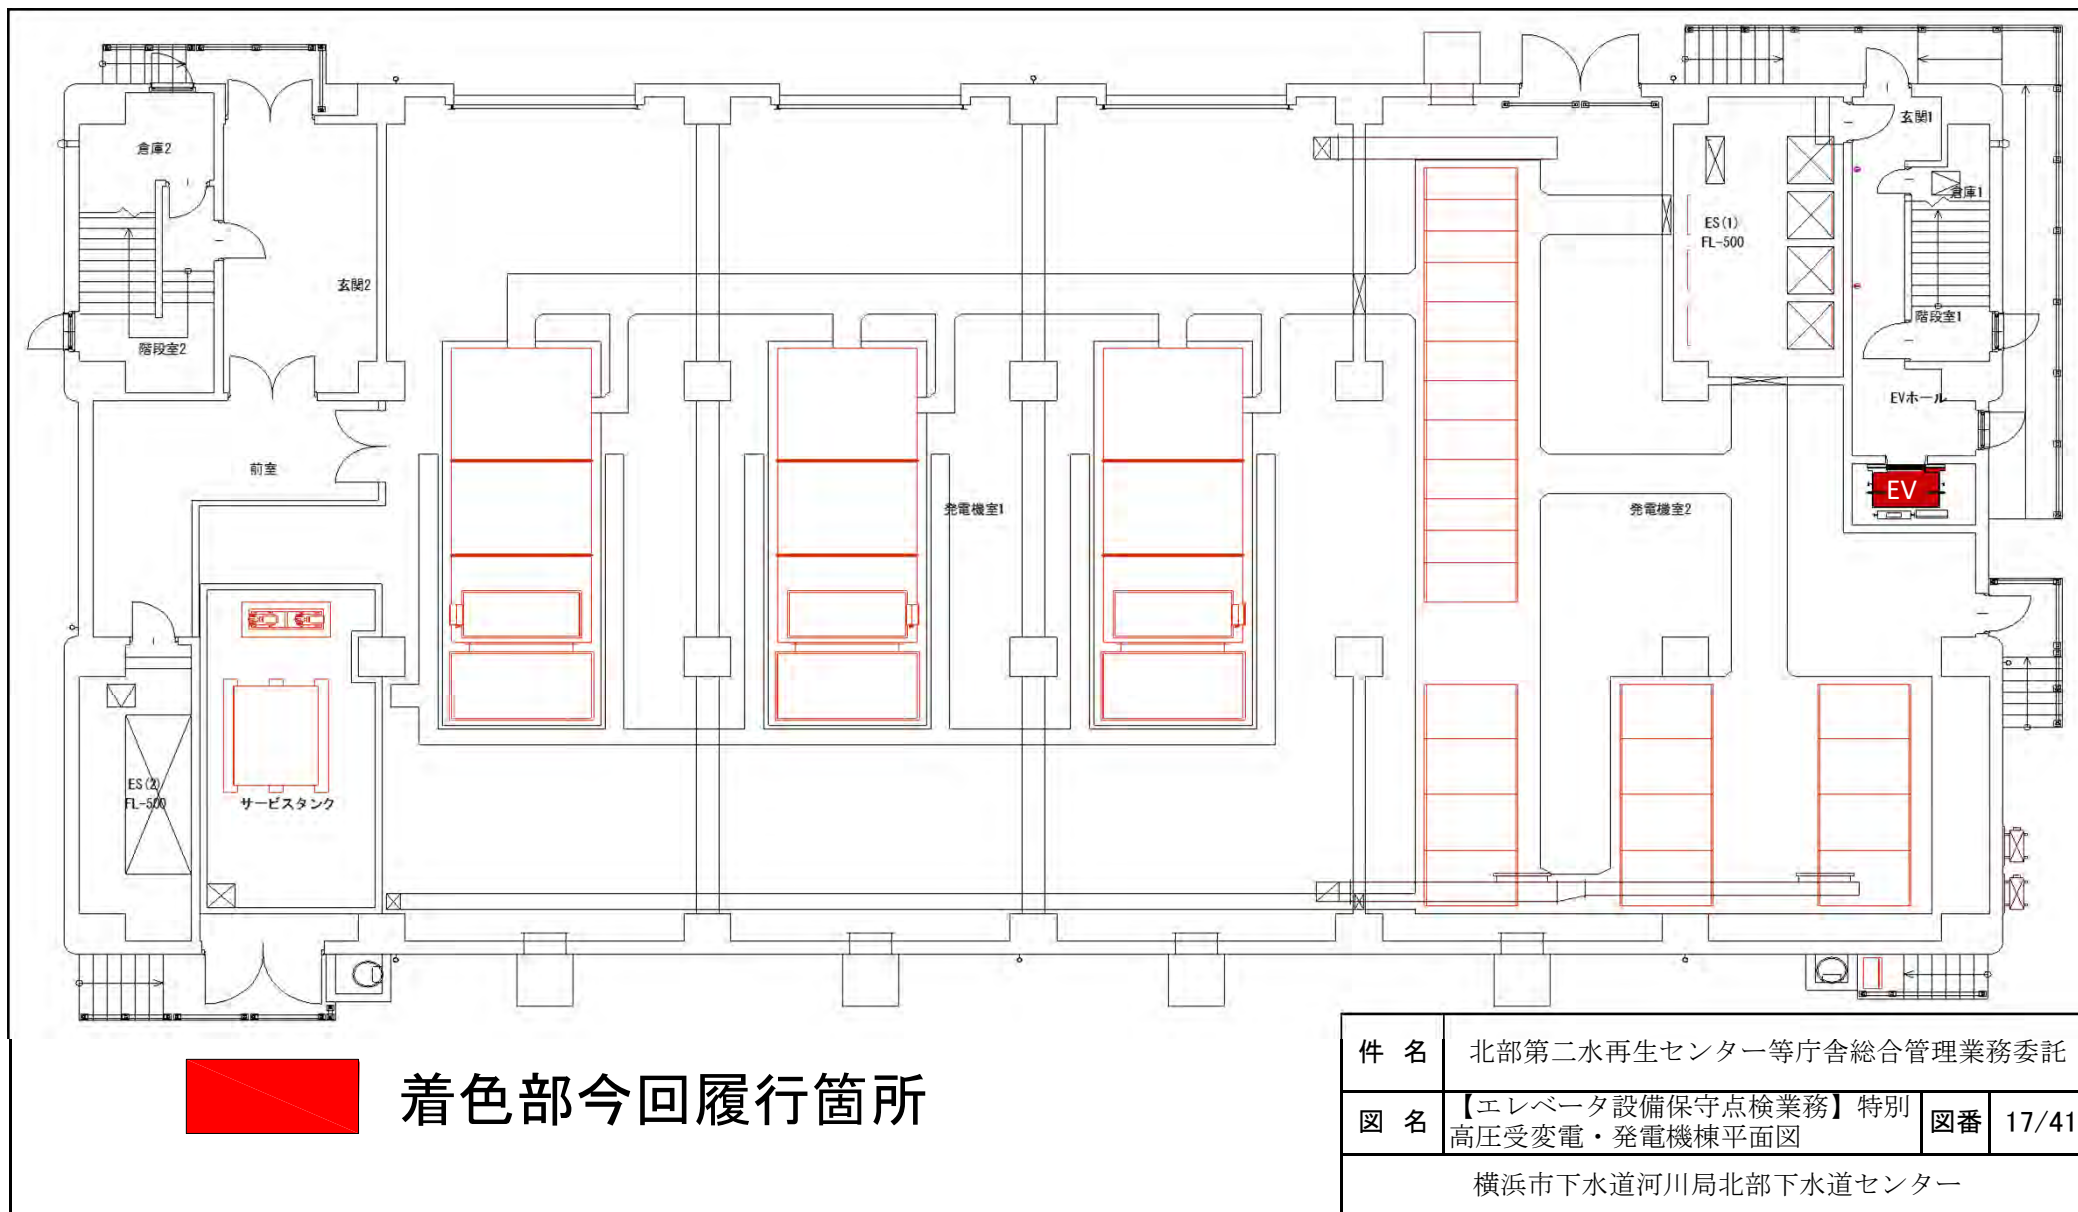 倉庫2
玄関1
倉庫1
ES(1)
FL-500
玄関2
階段室1
階段室2
EVホール
前室
EV
発電機室1
発電機室2
ES(2)
FL-500
サービスタンク
着色部今回履行箇所
件 名 北部第二水再生センター等庁舎総合管理業務委託
図 名 【エレベータ設備保守点検業務】特別
高圧受変電・発電機棟平面図
図番 17/41
横浜市下水道河川局北部下水道センター